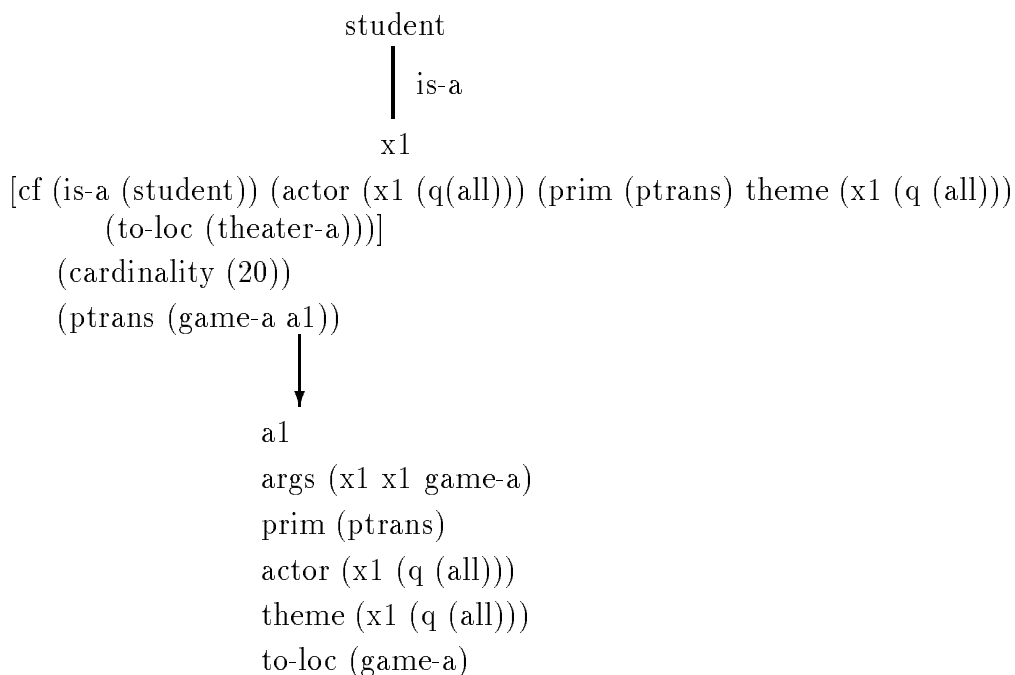 student
is-a
x1
[cf (is-a (student)) (actor (x1 (q(all))) (prim (ptrans) theme (x1 (q (all)))
(to-loc (theater-a)))]
(cardinality (20))
(ptrans (game-a a1))
a1
args (x1 x1 game-a)
prim (ptrans)
actor (x1 (q (all)))
theme (x1 (q (all)))
to-loc (game-a)